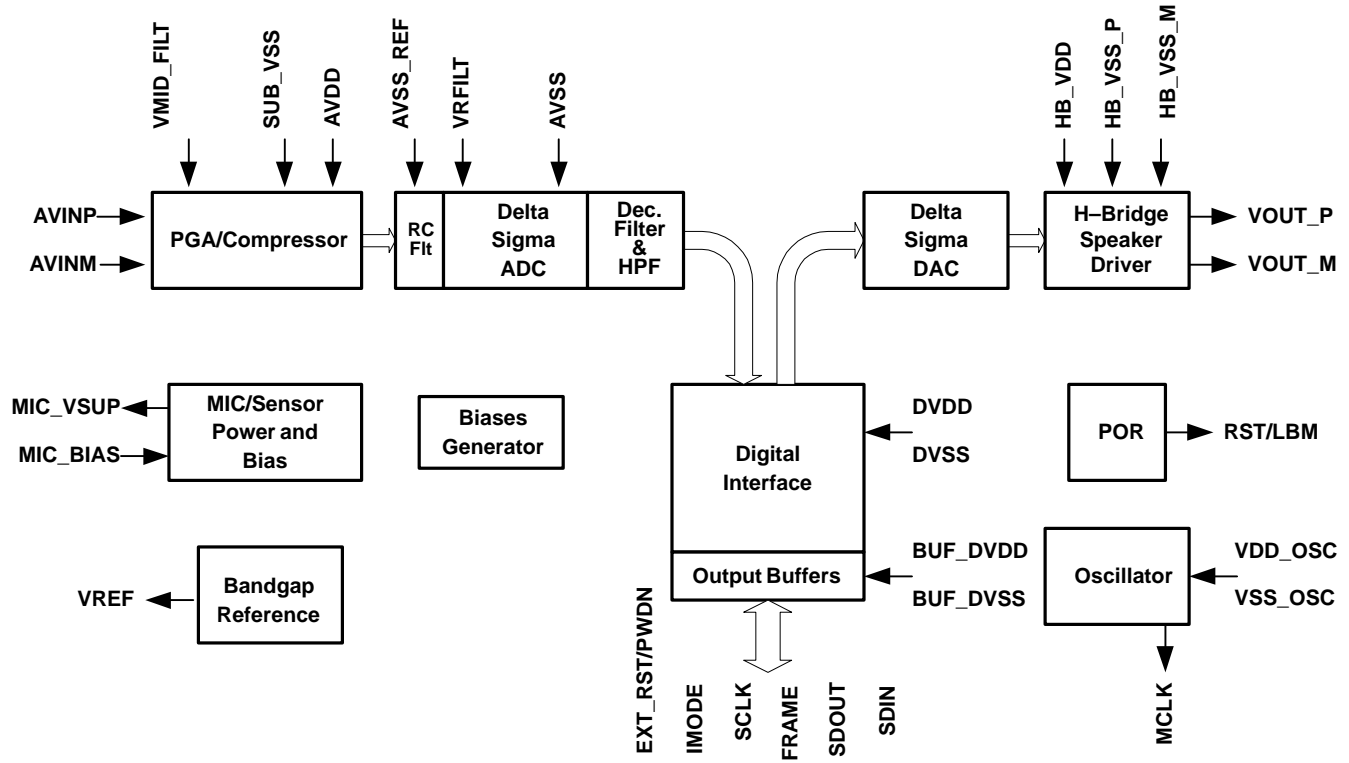 VMID_FILT
SUB_VSS
AVDD
AVSS_REF
VRFILT
AVSS
HB_VDD
HB_VSS_P
HB_VSS_M
AVINP
AVINM
PGA/Compressor
RC
Flt
Delta
Sigma
ADC
Dec.
Filter
&
HPF
Delta
Sigma
DAC
H–Bridge
Speaker
Driver
VOUT_P
VOUT_M
MIC_VSUP
MIC_BIAS
MIC/Sensor
Power and
Bias
Biases
Generator
Digital
Interface
DVDD
DVSS
POR
RST/LBM
VREF
Bandgap
Reference
Output Buffers
BUF_DVDD
BUF_DVSS
Oscillator
VDD_OSC
VSS_OSC
EXT_RST/PWDN
IMODE
SCLK
FRAME
SDOUT
SDIN
MCLK